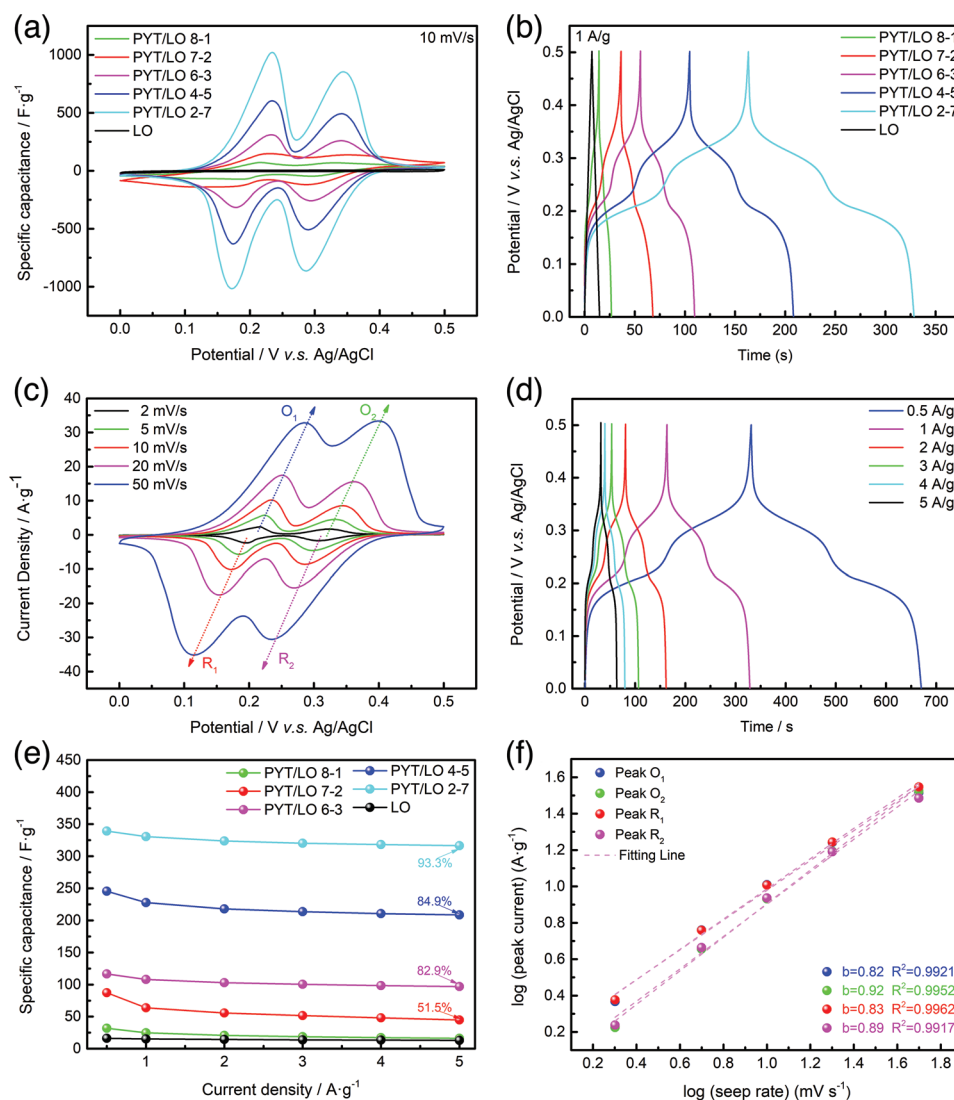 (a)
PYT/LO 8-1
PYT/LO 7-2
PYT/LO 6-3
PYT/LO 4-5
PYT/LO 2-7
LO
10 mV/s
1000
500
0
-500
-1000
Specific capacitance / F·g⁻¹
0.0 0.1 0.2 0.3 0.4 0.5
Potential / V v.s. Ag/AgCl
(b)
1 A/g
PYT/LO 8-1
PYT/LO 7-2
PYT/LO 6-3
PYT/LO 4-5
PYT/LO 2-7
LO
0.5
0.4
0.3
0.2
0.1
0.0
Potential / V v.s. Ag/AgCl
0 50 100 150 200 250 300 350
Time (s)
(c)
2 mV/s
5 mV/s
10 mV/s
20 mV/s
50 mV/s
O₁
O₂
R₁
R₂
40
30
20
10
0
-10
-20
-30
-40
Current Density / A·g⁻¹
0.0 0.1 0.2 0.3 0.4 0.5
Potential / V v.s. Ag/AgCl
(d)
0.5 A/g
1 A/g
2 A/g
3 A/g
4 A/g
5 A/g
0.5
0.4
0.3
0.2
0.1
0.0
Potential / V v.s. Ag/AgCl
0 100 200 300 400 500 600 700
Time / s
(e)
PYT/LO 8-1 PYT/LO 4-5
PYT/LO 7-2 PYT/LO 2-7
PYT/LO 6-3 LO
450
400
350
300
250
200
150
100
50
0
93.3%
84.9%
82.9%
51.5%
Specific capacitance / F·g⁻¹
1 2 3 4 5
Current density / A·g⁻¹
(f)
Peak O₁
Peak O₂
Peak R₁
Peak R₂
Fitting Line
b=0.82 R²=0.9921
b=0.92 R²=0.9952
b=0.83 R²=0.9962
b=0.89 R²=0.9917
1.6
1.4
1.2
1.0
0.8
0.6
0.4
0.2
log (peak current) (A·g⁻¹)
0.2 0.4 0.6 0.8 1.0 1.2 1.4 1.6 1.8
log (seep rate) (mV s⁻¹)